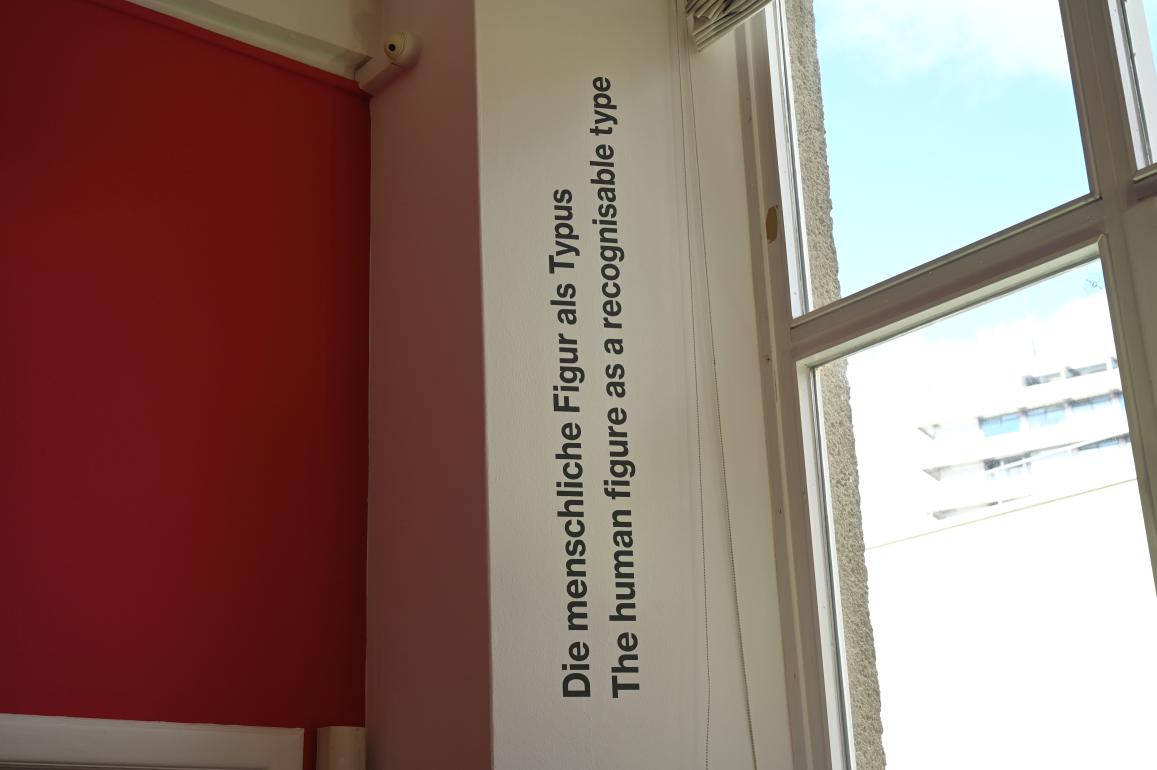 Die menschliche Figur als Typus
The human figure as a recognisable type